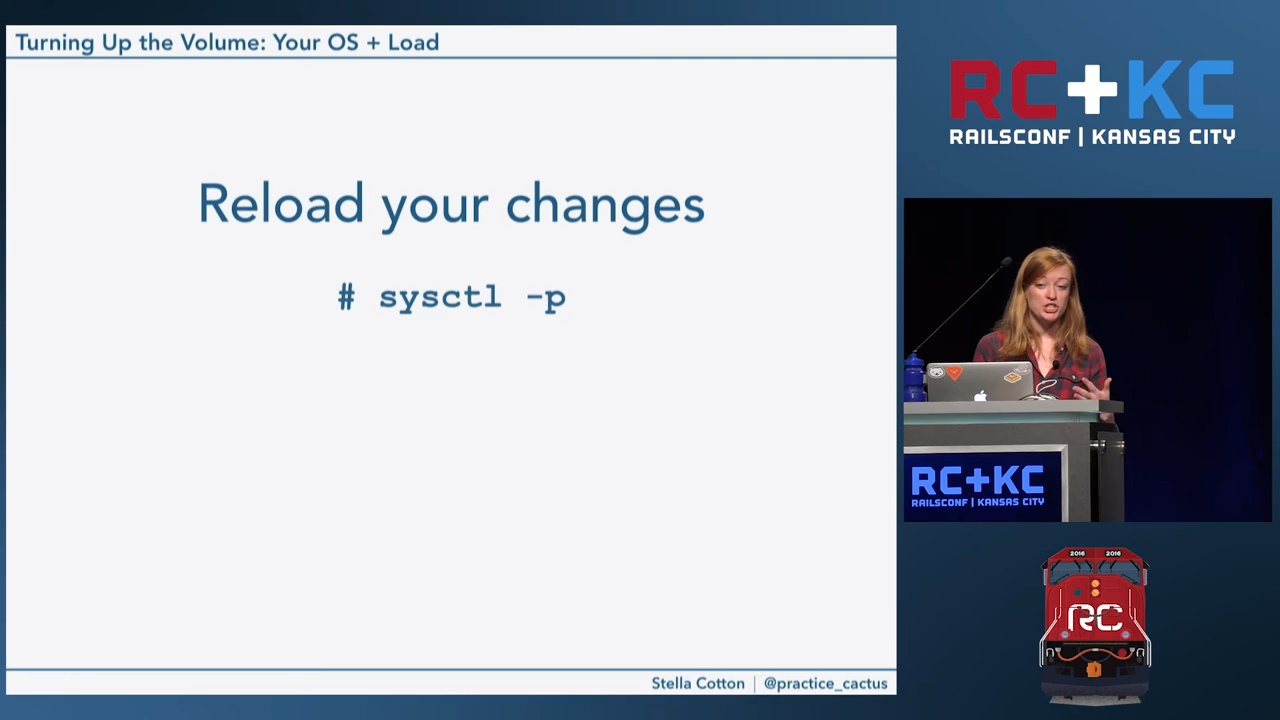 Turning Up the Volume: Your OS + Load
Reload your changes
# sysctl -p
Stella Cotton | @practice_cactus
RC+KC
RAILSCONF | KANSAS CITY
RC+KC
RAILSCONF | KANSAS CITY
2016 2016
RC